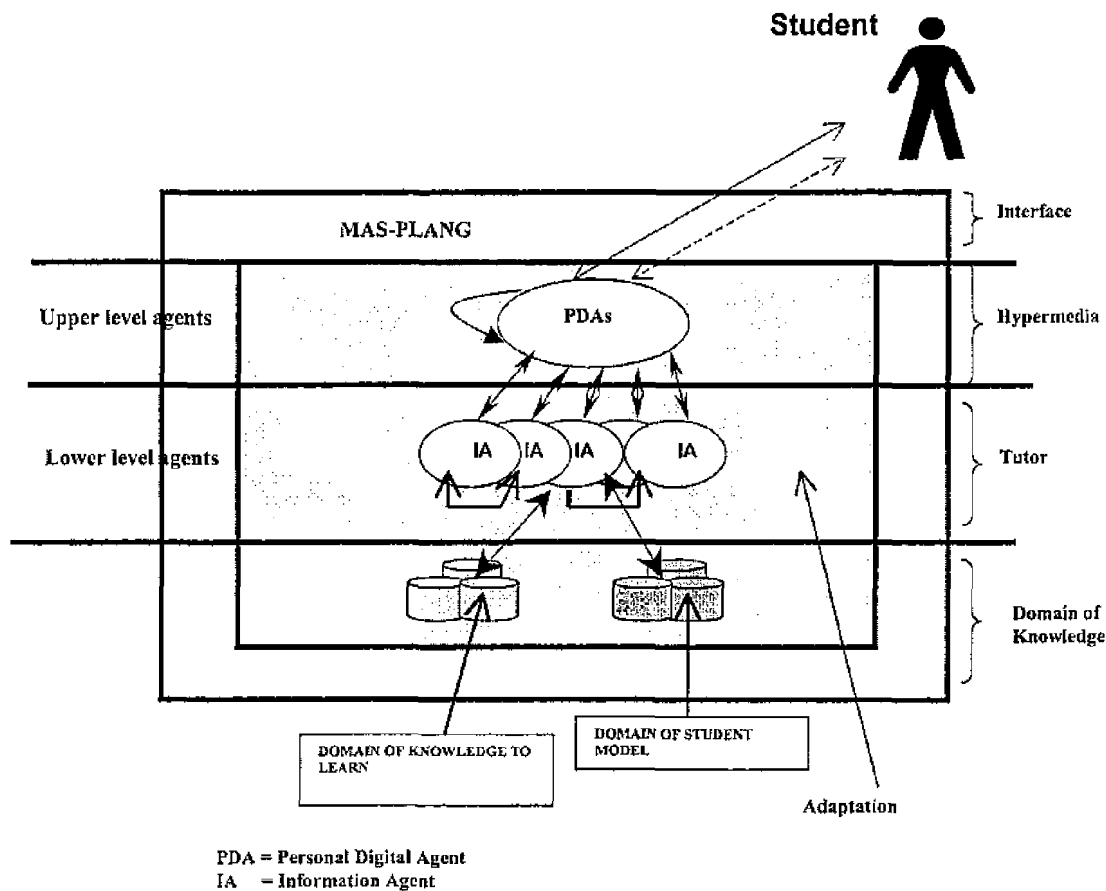 Student
Interface
MAS-PLANG
Upper level agents
PDAs
Hypermedia
Lower level agents
IA
IA
IA
IA
Tutor
Domain of
Knowledge
DOMAIN OF KNOWLEDGE TO
LEARN
DOMAIN OF STUDENT
MODEL
Adaptation
PDA = Personal Digital Agent
IA = Information Agent